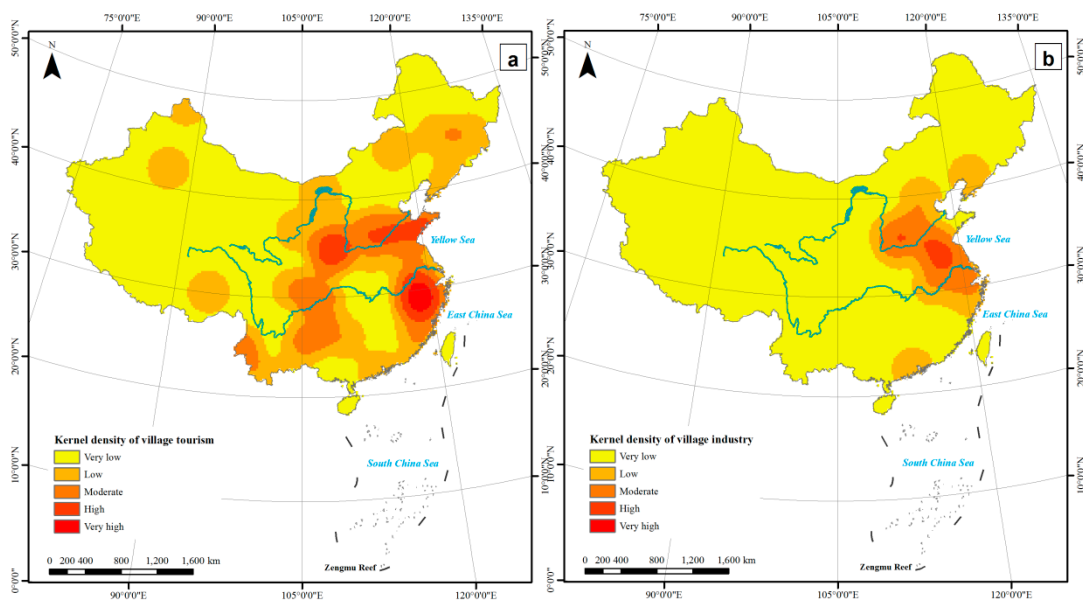 90°0'0"E
105°0'0"E
120°0'0"E
135°0'0"E
50°0'0"N
40°0'0"N
30°0'0"N
20°0'0"N
10°0'0"N
0°0'0"
N
a
Yellow Sea
East China Sea
South China Sea
Kernel density of village tourism
Very low
Low
Moderate
High
Very high
0 200 400 800 1,200 1,600 km
Zengmu Reef
90°0'0"E
105°0'0"E
120°0'0"E
90°0'0"E
105°0'0"E
120°0'0"E
135°0'0"E
50°0'0"N
40°0'0"N
30°0'0"N
20°0'0"N
10°0'0"N
0°0'0"
N
b
Yellow Sea
East China Sea
South China Sea
Kernel density of village industry
Very low
Low
Moderate
High
Very high
0 200 400 800 1,200 1,600 km
Zengmu Reef
90°0'0"E
105°0'0"E
120°0'0"E